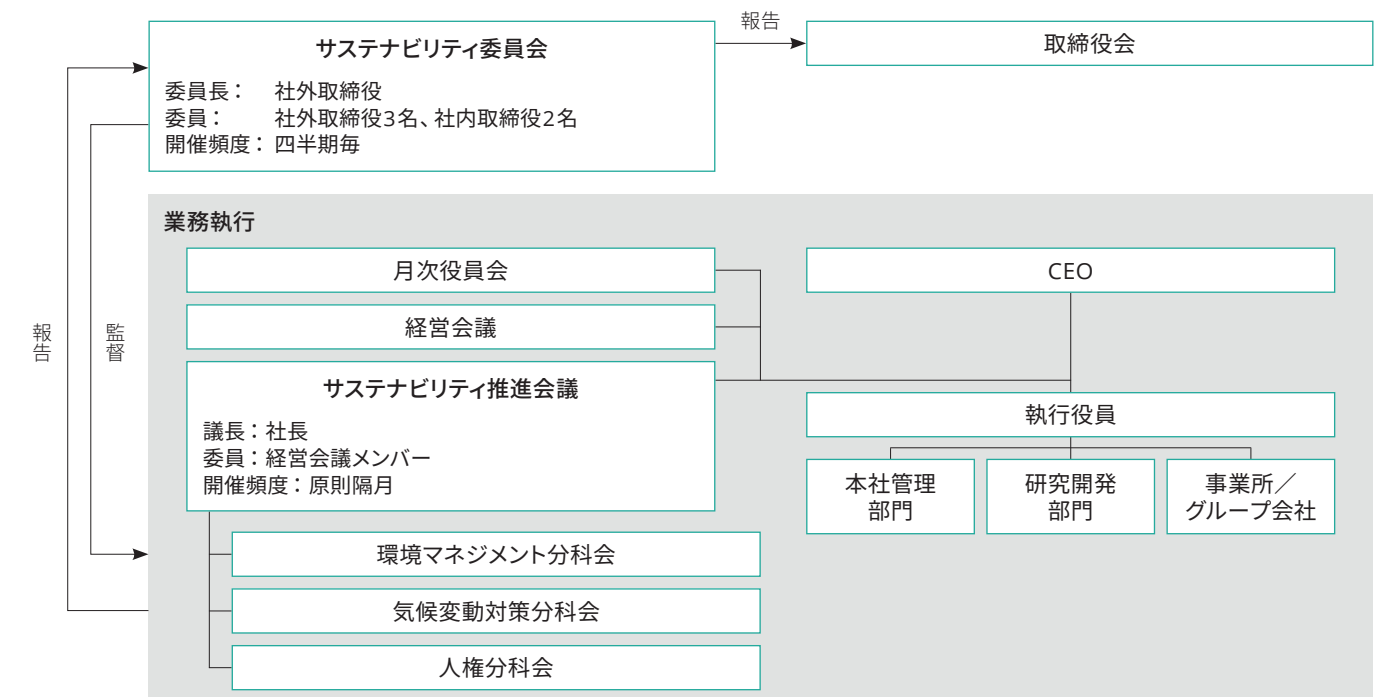 報告
サステナビリティ委員会
委員長： 社外取締役
委員： 社外取締役3名、社内取締役2名
開催頻度： 四半期毎
取締役会
報告
監督
業務執行
月次役員会
経営会議
サステナビリティ推進会議
議長：社長
委員：経営会議メンバー
開催頻度：原則隔月
環境マネジメント分科会
気候変動対策分科会
人権分科会
CEO
執行役員
本社管理
部門
研究開発
部門
事業所／
グループ会社